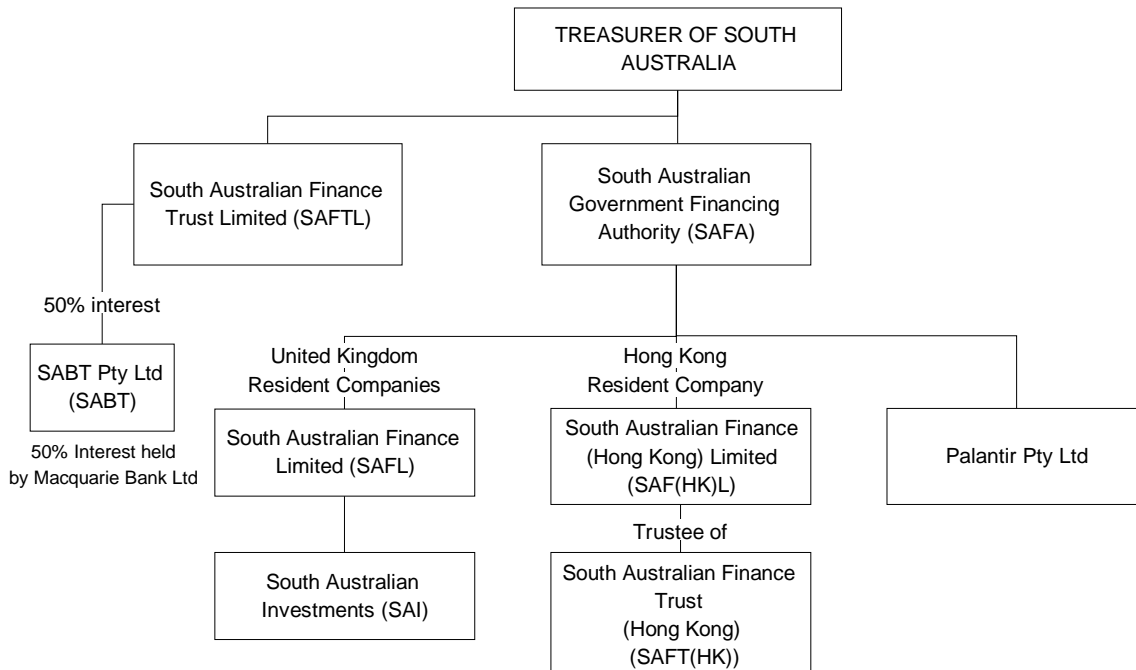 TREASURER OF SOUTH
AUSTRALIA
South Australian Finance
Trust Limited (SAFTL)
South Australian
Government Financing
Authority (SAFA)
50% interest
SABT Pty Ltd
(SABT)
50% Interest held
by Macquarie Bank Ltd
United Kingdom
Resident Companies
South Australian Finance
Limited (SAFL)
South Australian
Investments (SAI)
Hong Kong
Resident Company
South Australian Finance
(Hong Kong) Limited
(SAF(HK)L)
Trustee of
South Australian Finance
Trust
(Hong Kong)
(SAFT(HK))
Palantir Pty Ltd